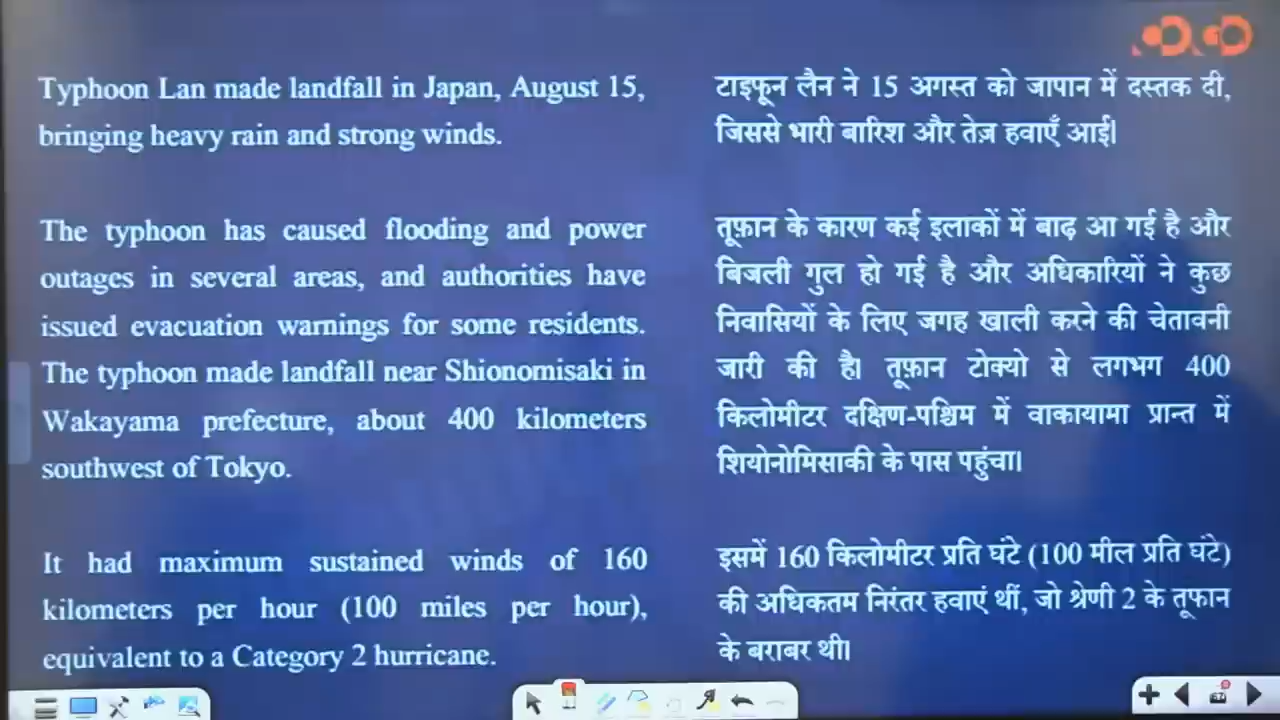 Typhoon Lan made landfall in Japan, August 15,
bringing heavy rain and strong winds.
The typhoon has caused flooding and power
outages in several areas, and authorities have
issued evacuation warnings for some residents.
The typhoon made landfall near Shionomisaki in
Wakayama prefecture, about 400 kilometers
southwest of Tokyo.
It had maximum sustained winds of 160
kilometers per hour (100 miles per hour),
equivalent to a Category 2 hurricane.
टाइफून लैन ने 15 अगस्त को जापान में दस्तक दी,
जिससे भारी बारिश और तेज़ हवाएँ आई।
तूफ़ान के कारण कई इलाकों में बाढ़ आ गई है और
बिजली गुल हो गई है और अधिकारियों ने कुछ
निवासियों के लिए जगह खाली करने की चेतावनी
जारी की है। तूफ़ान टोक्यो से लगभग 400
किलोमीटर दक्षिण-पश्चिम में वाकायामा प्रान्त में
शियोनोमिसाकी के पास पहुंचा।
इसमें 160 किलोमीटर प्रति घंटे (100 मील प्रति घंटे)
की अधिकतम निरंतर हवाएं थीं, जो श्रेणी 2 के तूफान
के बराबर थी।